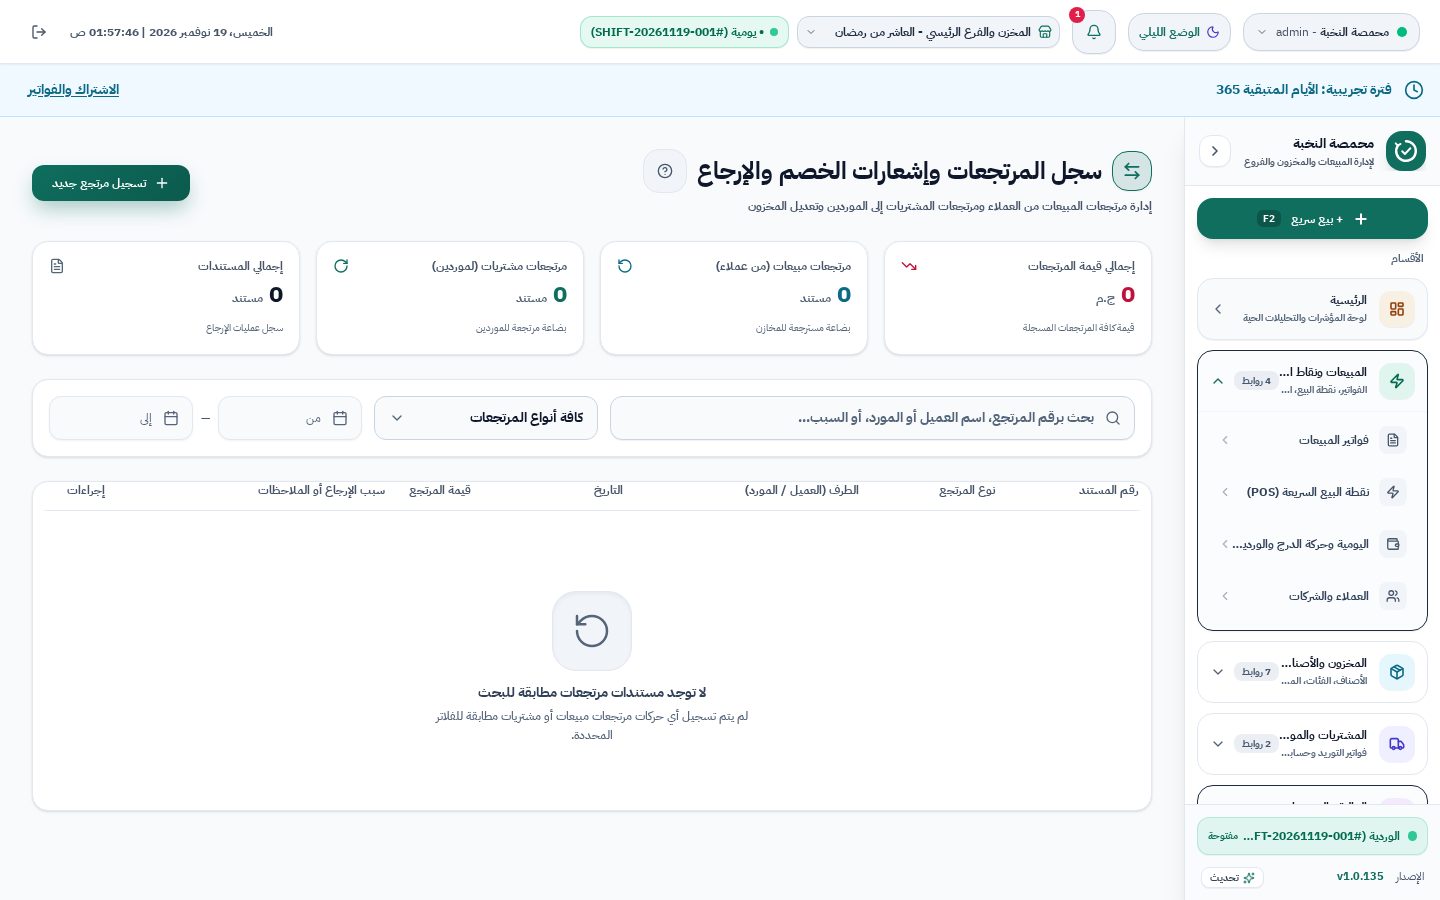 محمصة النخبة - admin
الوضع الليلي
1
المخزن والفرع الرئيسي - العاشر من رمضان
• يومية (#SHIFT-20261119-001)
الخميس، 19 نوفمبر 2026 | 01:57:46 ص
فترة تجريبية: الأيام المتبقية 365
الاشتراك والفواتير
محمصة النخبة
لإدارة المبيعات والمخزون والفروع
+ بيع سريع F2
الأقسام
الرئيسية
لوحة المؤشرات والتحليلات الحية
المبيعات ونقاط ا...
4 روابط
الفواتير، نقطة البيع، ا...
فواتير المبيعات
نقطة البيع السريعة (POS)
اليومية وحركة الدرج والورديـ...
العملاء والشركات
المخزون والأصنا...
7 روابط
الأصناف، الفئات، المـ...
المشتريات والمو...
2 روابط
فواتير التوريد وحسابـ...
الوردية (#FT-20261119-001...
مفتوحة
الإصدار v1.0.135
تحديث
سجل المرتجعات وإشعارات الخصم والإرجاع
إدارة مرتجعات المبيعات من العملاء ومرتجعات المشتريات إلى الموردين وتعديل المخزون
تسجيل مرتجع جديد
إجمالي قيمة المرتجعات
0 ج.م
قيمة كافة المرتجعات المسجلة
مرتجعات مبيعات (من عملاء)
0 مستند
بضاعة مسترجعة للمخازن
مرتجعات مشتريات (لموردين)
0 مستند
بضاعة مرتجعة للموردين
إجمالي المستندات
0 مستند
سجل عمليات الإرجاع
بحث برقم المرتجع، اسم العميل أو المورد، أو السبب...
كافة أنواع المرتجعات
من
—
إلى
رقم المستند
نوع المرتجع
الطرف (العميل / المورد)
التاريخ
قيمة المرتجع
سبب الإرجاع أو الملاحظات
إجراءات
لا توجد مستندات مرتجعات مطابقة للبحث
لم يتم تسجيل أي حركات مرتجعات مبيعات أو مشتريات مطابقة للفلاتر
المحددة.